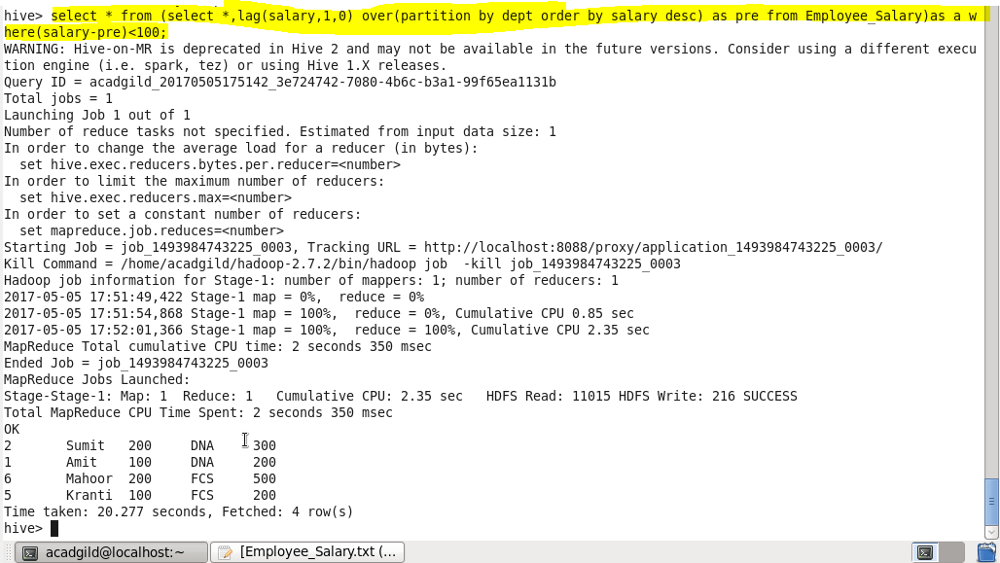 hive> select * from (select *,lag(salary,1,0) over(partition by dept order by salary desc) as pre from Employee_Salary)as a w
here(salary-pre)<100;
WARNING: Hive-on-MR is deprecated in Hive 2 and may not be available in the future versions. Consider using a different execu
tion engine (i.e. spark, tez) or using Hive 1.X releases.
Query ID = acadgild_20170505175142_3e724742-7080-4b6c-b3a1-99f65ea1131b
Total jobs = 1
Launching Job 1 out of 1
Number of reduce tasks not specified. Estimated from input data size: 1
In order to change the average load for a reducer (in bytes):
  set hive.exec.reducers.bytes.per.reducer=<number>
In order to limit the maximum number of reducers:
  set hive.exec.reducers.max=<number>
In order to set a constant number of reducers:
  set mapreduce.job.reduces=<number>
Starting Job = job_1493984743225_0003, Tracking URL = http://localhost:8088/proxy/application_1493984743225_0003/
Kill Command = /home/acadgild/hadoop-2.7.2/bin/hadoop job  -kill job_1493984743225_0003
Hadoop job information for Stage-1: number of mappers: 1; number of reducers: 1
2017-05-05 17:51:49,422 Stage-1 map = 0%,  reduce = 0%
2017-05-05 17:51:54,868 Stage-1 map = 100%,  reduce = 0%, Cumulative CPU 0.85 sec
2017-05-05 17:52:01,366 Stage-1 map = 100%,  reduce = 100%, Cumulative CPU 2.35 sec
MapReduce Total cumulative CPU time: 2 seconds 350 msec
Ended Job = job_1493984743225_0003
MapReduce Jobs Launched:
Stage-Stage-1: Map: 1  Reduce: 1   Cumulative CPU: 2.35 sec   HDFS Read: 11015 HDFS Write: 216 SUCCESS
Total MapReduce CPU Time Spent: 2 seconds 350 msec
OK
2       Sumit   200     DNA     300
1       Amit    100     DNA     200
6       Mahoor  200     FCS     500
5       Kranti  100     FCS     200
Time taken: 20.277 seconds, Fetched: 4 row(s)
hive>
acadgild@localhost:~ [Employee_Salary.txt (...